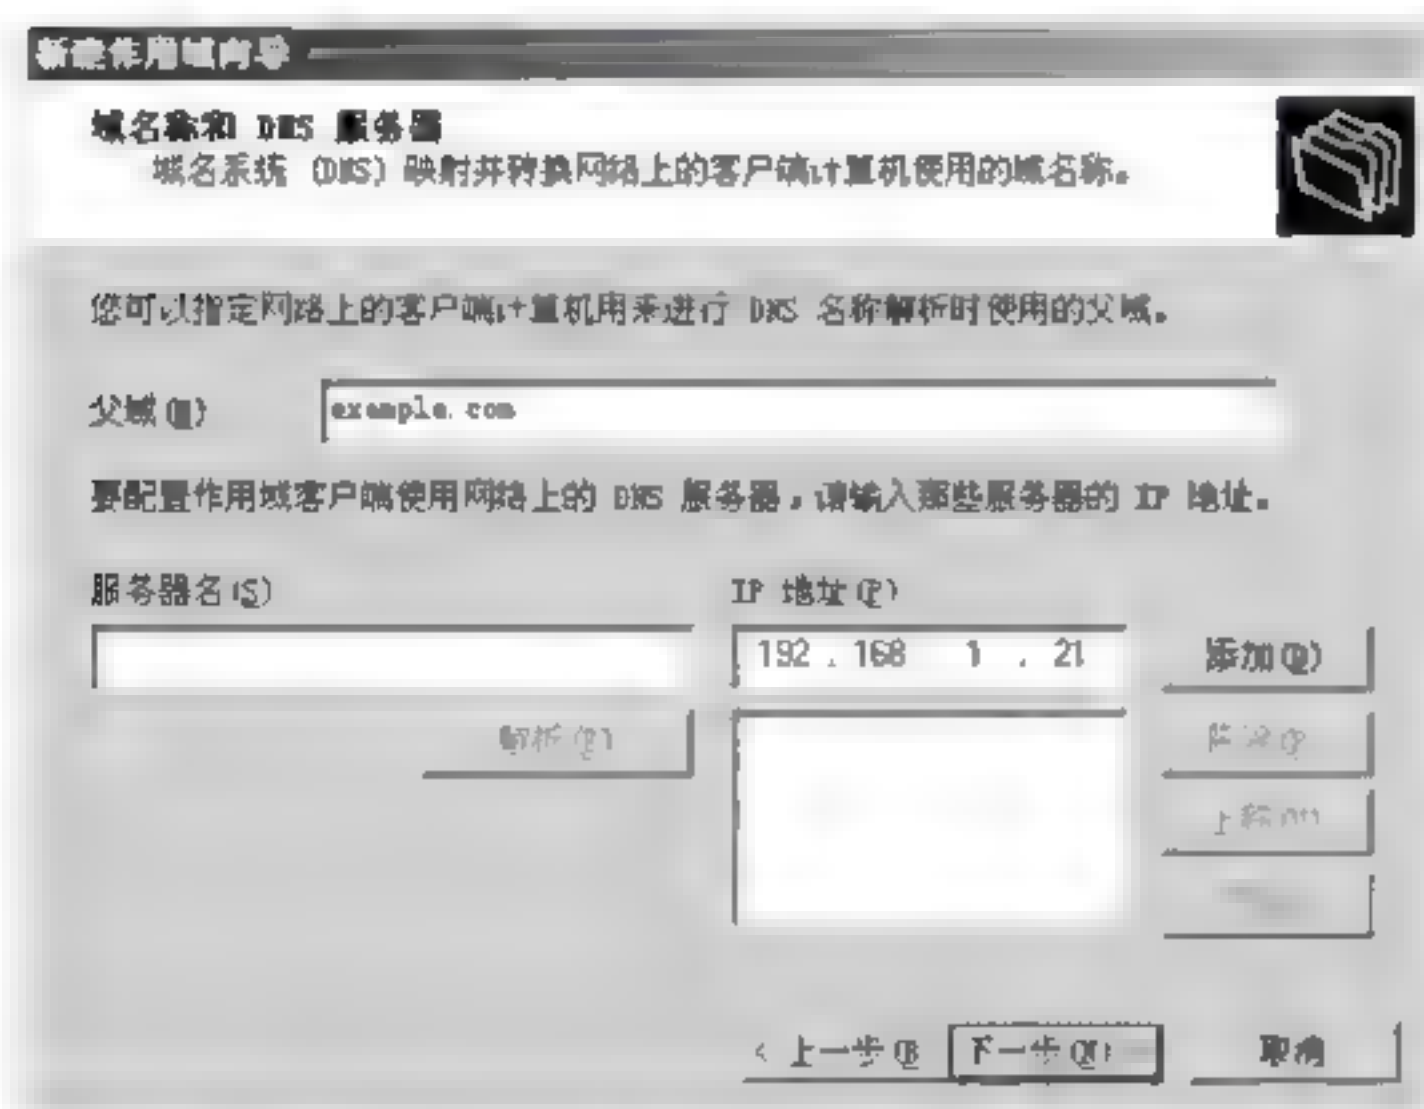 新建作用域向导
域名称和 DNS 服务器
域名系统 (DNS) 映射并转换网络上的客户端计算机使用的域名称。
您可以指定网络上的客户端计算机用来进行 DNS 名称解析时使用的父域。
父域(M)
example.com
要配置作用域客户端使用网络上的 DNS 服务器，请输入那些服务器的 IP 地址。
服务器名(S)
IP 地址(P)
192 . 168 1 . 21
添加(D)
解析(E)
上移(U)
< 上一步(B
下一步(N)
取消